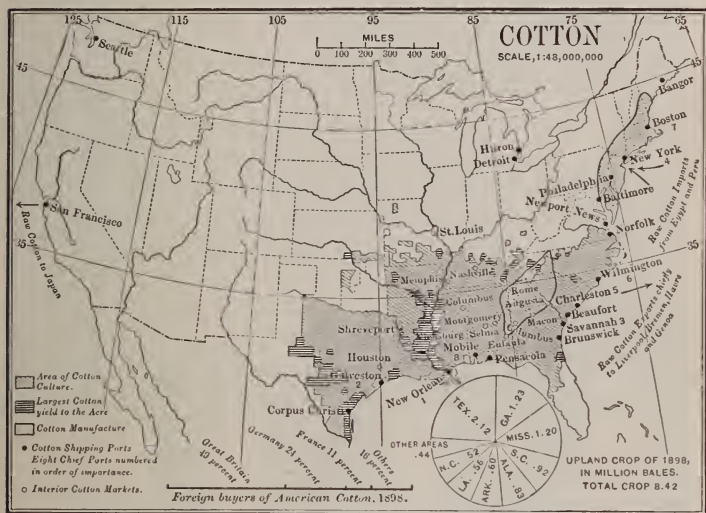 COTTON
SCALE, 1:48,000,000
MILES
0 100 200 300 400 500
125
115
105
95
85
75
65
45
45
35
35
Seattle
San Francisco
Raw Cotton to Japan
Bangor
Boston
7
New York
4
Huron
Detroit
Philadelphia
Baltimore
Newport News
Norfolk
Raw Cotton Imports
from Egypt and Peru
St. Louis
Wilmington
6
Memphis
Nashville
Columbus
Rome
Augusta
Charleston 5
Beaufort
Savannah 3
Brunswick
Macon
Montgomery
Columbus
Selma
Eufaula
Shreveport
Mobile
8
Pensacola
Houston
Galveston
2
New Orleans
1
Corpus Christi
Raw Cotton Exports chiefly
to Liverpool, Bremen, Havre
and Genoa
Area of Cotton
Culture.
Largest Cotton
yield to the Acre
Cotton Manufacture
Cotton Shipping Ports
Eight Chief Ports numbered
in order of importance.
Interior Cotton Markets.
Great Britain
49 percent
Germany 24
percent
France 11
percent
Others
16
percent
Foreign buyers of American Cotton, 1898.
TEX. 2.12
GA. 1.23
MISS. 1.20
S.C. .92
ALA. .83
ARK. .60
LA. .56
N.C. 52
OTHER AREAS
.44
UPLAND CROP OF 1898,
IN MILLION BALES.
TOTAL CROP 8.42